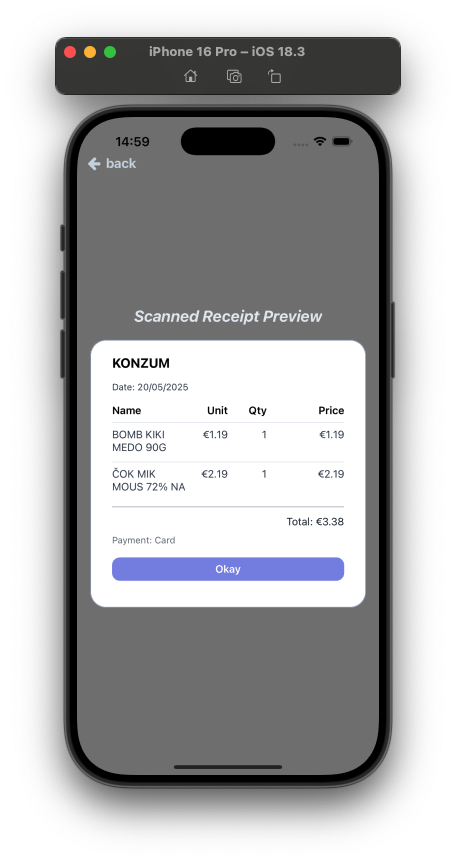 iPhone 16 Pro – iOS 18.3
14:59
back
Scanned Receipt Preview
KONZUM
Date: 20/05/2025
Name Unit Qty Price
BOMB KIKI €1.19 1 €1.19
MEDO 90G
ČOK MIK €2.19 1 €2.19
MOUS 72% NA
Total: €3.38
Payment: Card
Okay